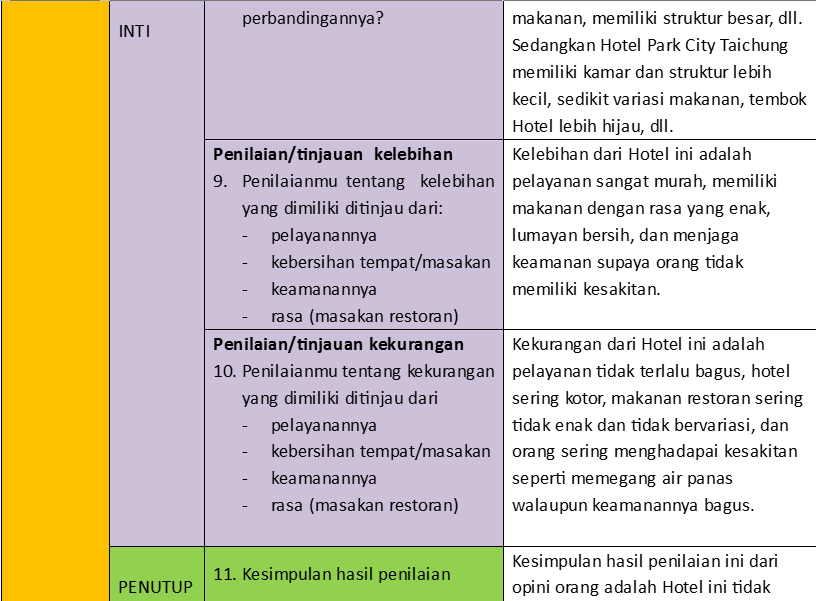 INTI
perbandingannya?
makanan, memiliki struktur besar, dll.
Sedangkan Hotel Park City Taichung
memiliki kamar dan struktur lebih
kecil, sedikit variasi makanan, tembok
Hotel lebih hijau, dll.
Penilaian/tinjauan kelebihan
9. Penilaianmu tentang kelebihan
yang dimiliki ditinjau dari:
- pelayanannya
- kebersihan tempat/masakan
- keamanannya
- rasa (masakan restoran)
Kelebihan dari Hotel ini adalah
pelayanan sangat murah, memiliki
makanan dengan rasa yang enak,
lumayan bersih, dan menjaga
keamanan supaya orang tidak
memiliki kesakitan.
Penilaian/tinjauan kekurangan
10. Penilaianmu tentang kekurangan
yang dimiliki ditinjau dari
- pelayanannya
- kebersihan tempat/masakan
- keamanannya
- rasa (masakan restoran)
Kekurangan dari Hotel ini adalah
pelayanan tidak terlalu bagus, hotel
sering kotor, makanan restoran sering
tidak enak dan tidak bervariasi, dan
orang sering menghadapai kesakitan
seperti memegang air panas
walaupun keamanannya bagus.
PENUTUP
11. Kesimpulan hasil penilaian
Kesimpulan hasil penilaian ini dari
opini orang adalah Hotel ini tidak